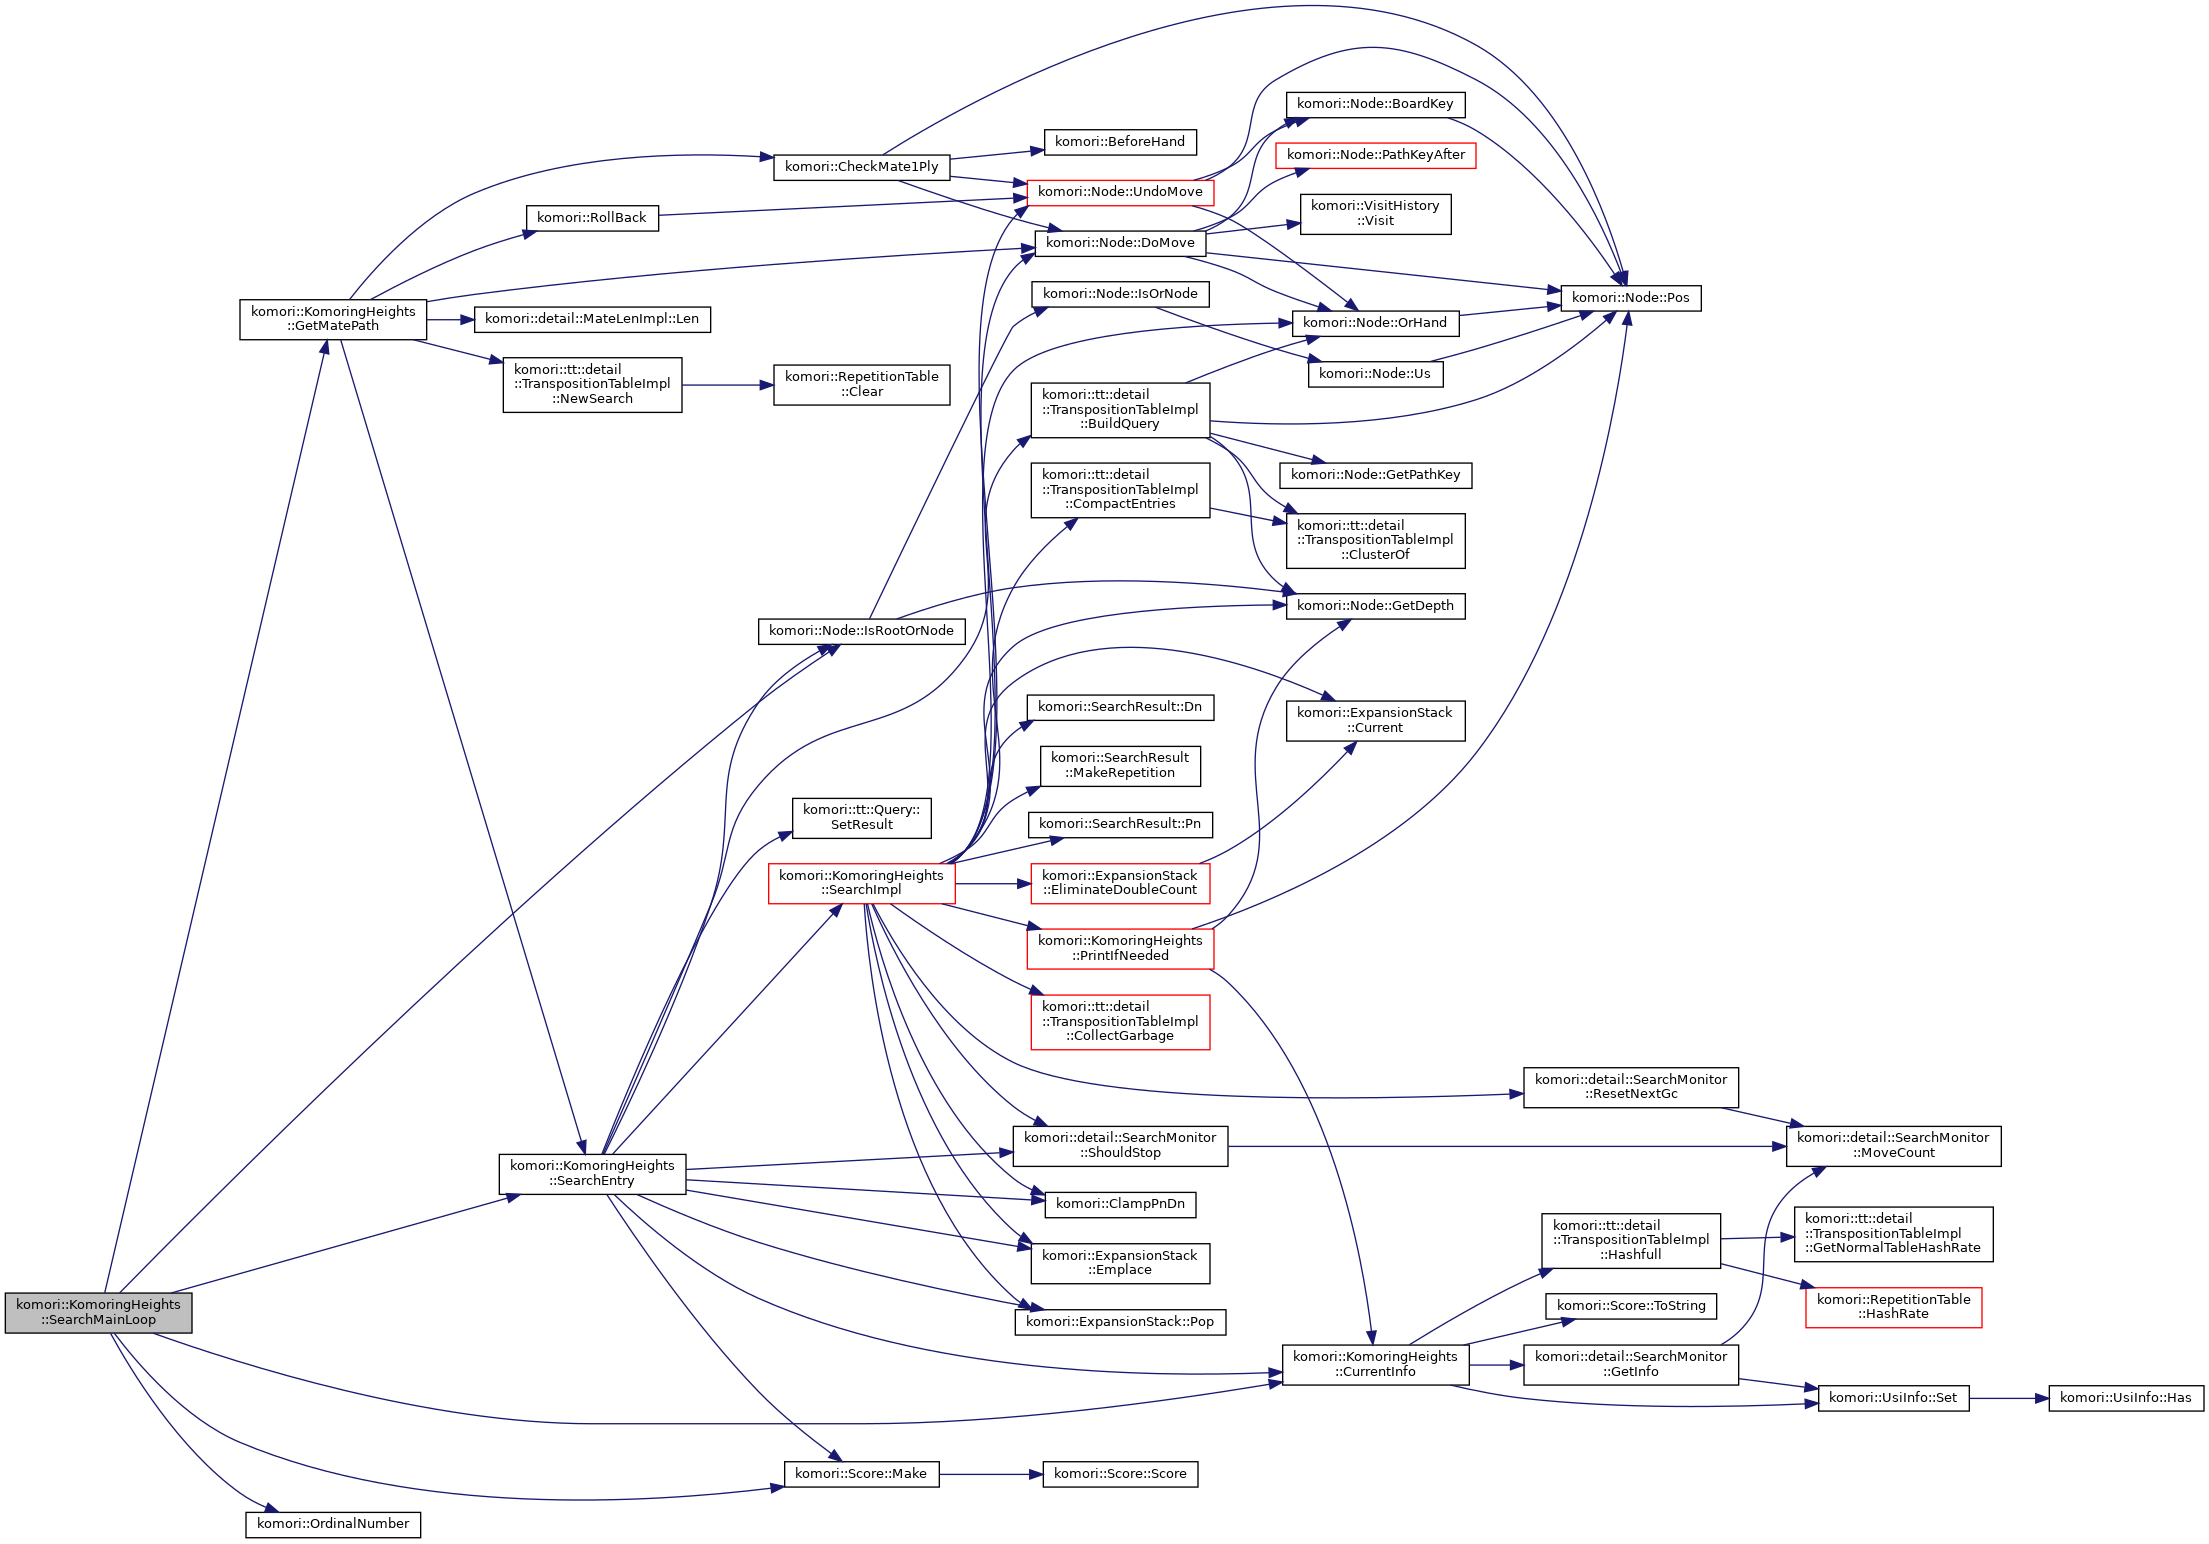 komori::KomoringHeights
::SearchMainLoop
komori::KomoringHeights
::GetMatePath
komori::OrdinalNumber
komori::RollBack
komori::detail::MateLenImpl::Len
komori::tt::detail
::TranspositionTableImpl
::NewSearch
komori::KomoringHeights
::SearchEntry
komori::CheckMate1Ply
komori::RepetitionTable
::Clear
komori::Node::IsRootOrNode
komori::tt::Query::
SetResult
komori::KomoringHeights
::SearchImpl
komori::Score::Make
komori::BeforeHand
komori::Node::UndoMove
komori::Node::DoMove
komori::Node::IsOrNode
komori::tt::detail
::TranspositionTableImpl
::BuildQuery
komori::tt::detail
::TranspositionTableImpl
::CompactEntries
komori::SearchResult::Dn
komori::SearchResult
::MakeRepetition
komori::SearchResult::Pn
komori::ExpansionStack
::EliminateDoubleCount
komori::KomoringHeights
::PrintIfNeeded
komori::tt::detail
::TranspositionTableImpl
::CollectGarbage
komori::detail::SearchMonitor
::ShouldStop
komori::ClampPnDn
komori::ExpansionStack
::Emplace
komori::ExpansionStack::Pop
komori::Score::Score
komori::Node::BoardKey
komori::Node::PathKeyAfter
komori::VisitHistory
::Visit
komori::Node::OrHand
komori::Node::Us
komori::Node::GetPathKey
komori::tt::detail
::TranspositionTableImpl
::ClusterOf
komori::Node::GetDepth
komori::ExpansionStack
::Current
komori::KomoringHeights
::CurrentInfo
komori::Node::Pos
komori::detail::SearchMonitor
::ResetNextGc
komori::tt::detail
::TranspositionTableImpl
::Hashfull
komori::Score::ToString
komori::detail::SearchMonitor
::GetInfo
komori::detail::SearchMonitor
::MoveCount
komori::tt::detail
::TranspositionTableImpl
::GetNormalTableHashRate
komori::RepetitionTable
::HashRate
komori::UsiInfo::Set
komori::UsiInfo::Has